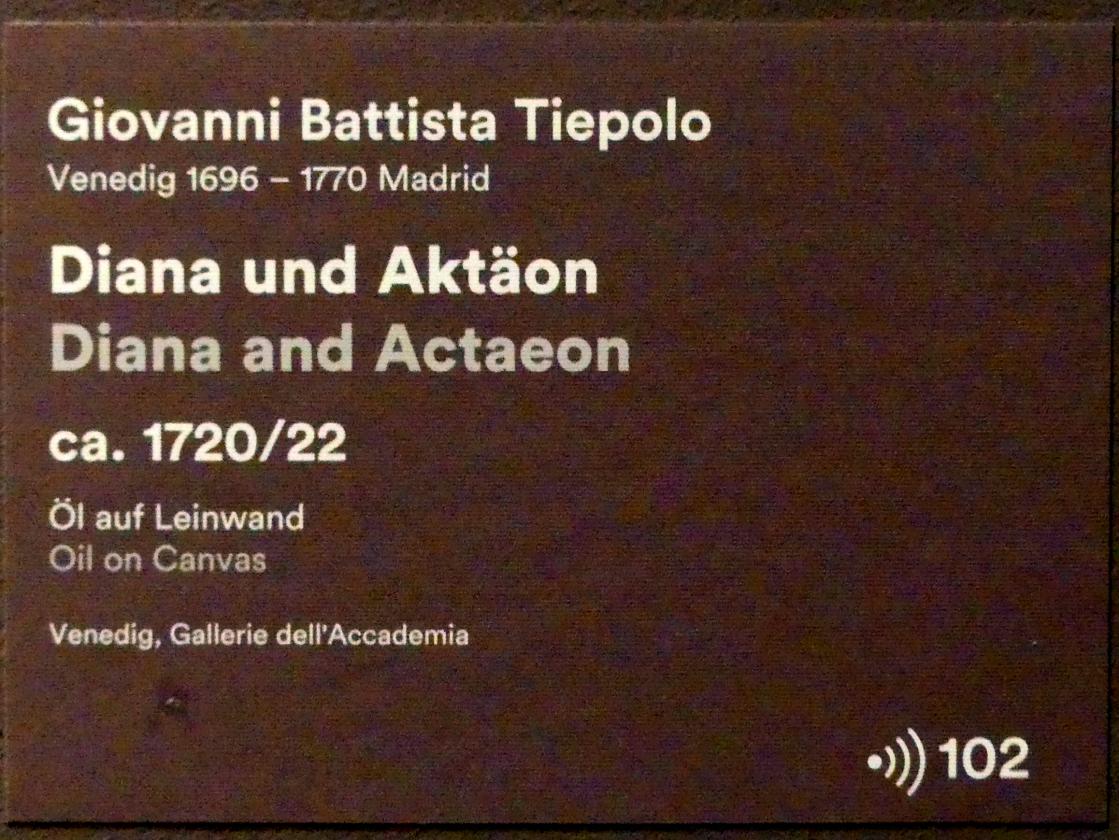 Giovanni Battista Tiepolo
Venedig 1696 – 1770 Madrid
Diana und Aktäon
Diana and Actaeon
ca. 1720/22
Öl auf Leinwand
Oil on Canvas
Venedig, Gallerie dell'Accademia
102